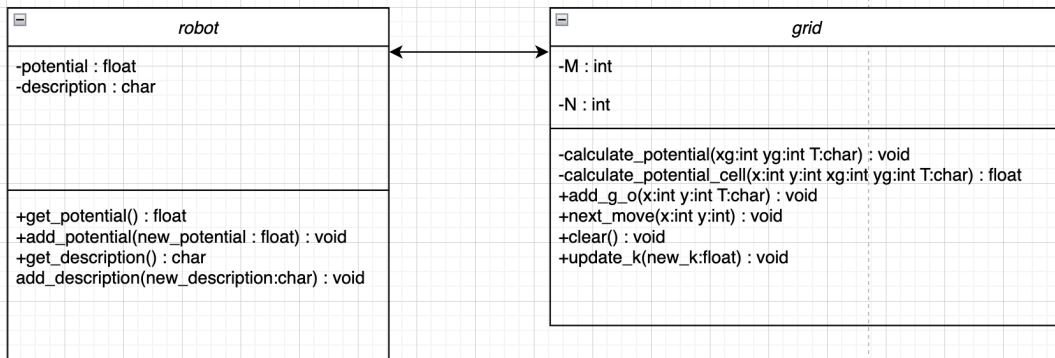 robot
-potential : float
-description : char
+get_potential() : float
+add_potential(new_potential : float) : void
+get_description() : char
add_description(new_description:char) : void
grid
-M : int
-N : int
-calculate_potential(xg:int yg:int T:char) : void
-calculate_potential_cell(x:int y:int xg:int yg:int T:char) : float
+add_g_o(x:int y:int T:char) : void
+next_move(x:int y:int) : void
+clear() : void
+update_k(new_k:float) : void